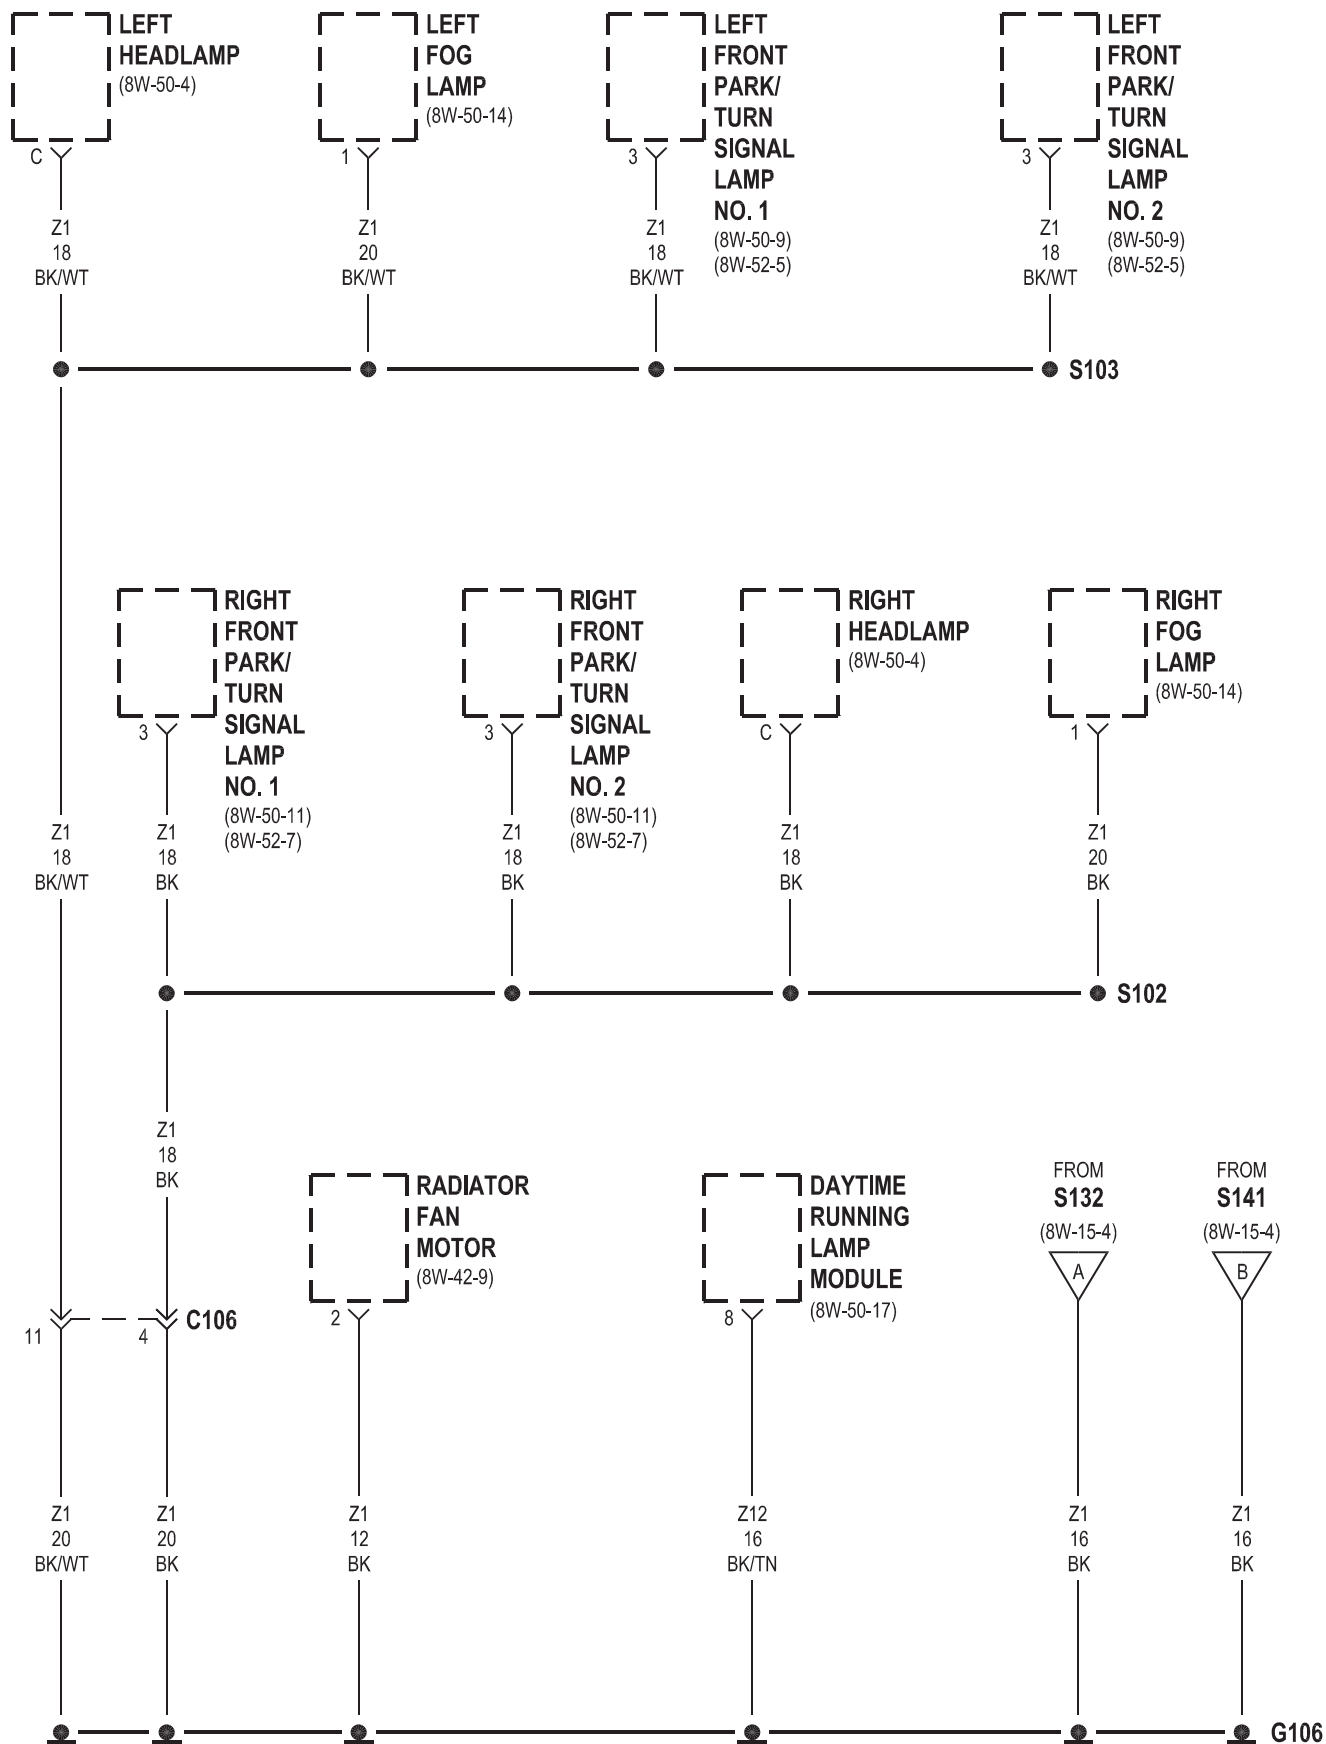 LEFT
HEADLAMP
(8W-50-4)
C
Z1
18
BK/WT
LEFT
FOG
LAMP
(8W-50-14)
1
Z1
20
BK/WT
LEFT
FRONT
PARK/
TURN
SIGNAL
LAMP
NO. 1
(8W-50-9)
(8W-52-5)
3
Z1
18
BK/WT
LEFT
FRONT
PARK/
TURN
SIGNAL
LAMP
NO. 2
(8W-50-9)
(8W-52-5)
3
Z1
18
BK/WT
S103
Z1
18
BK/WT
RIGHT
FRONT
PARK/
TURN
SIGNAL
LAMP
NO. 1
(8W-50-11)
(8W-52-7)
3
Z1
18
BK
RIGHT
FRONT
PARK/
TURN
SIGNAL
LAMP
NO. 2
(8W-50-11)
(8W-52-7)
3
Z1
18
BK
RIGHT
HEADLAMP
(8W-50-4)
C
Z1
18
BK
RIGHT
FOG
LAMP
(8W-50-14)
1
Z1
20
BK
S102
Z1
18
BK
11
4
C106
Z1
20
BK/WT
Z1
20
BK
RADIATOR
FAN
MOTOR
(8W-42-9)
2
Z1
12
BK
DAYTIME
RUNNING
LAMP
MODULE
(8W-50-17)
8
Z12
16
BK/TN
FROM
S132
(8W-15-4)
A
Z1
16
BK
FROM
S141
(8W-15-4)
B
Z1
16
BK
G106